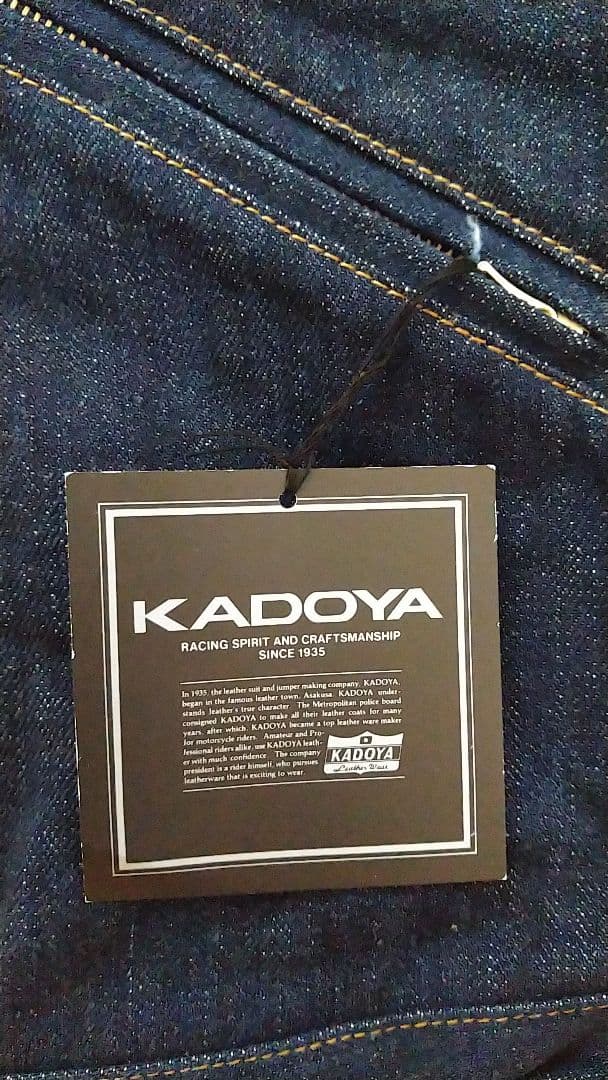 KADOYA
RACING SPIRIT AND CRAFTSMANSHIP
SINCE 1935
In 1935, the leather suit and jumper making company, KADOYA,
began in the famous leather town, Asakusa. KADOYA under-
stands leather's true character. The Metropolitan police board
consigned KADOYA to make all their leather coats for many
years, after which, KADOYA became a top leather ware maker
for motorcycle riders. Amateur and Pro-
fessional riders alike, use KADOYA leath-
er with much confidence. The company
president is a rider himself, who pursues
leatherware that is exciting to wear.
KADOYA
Leather Wear